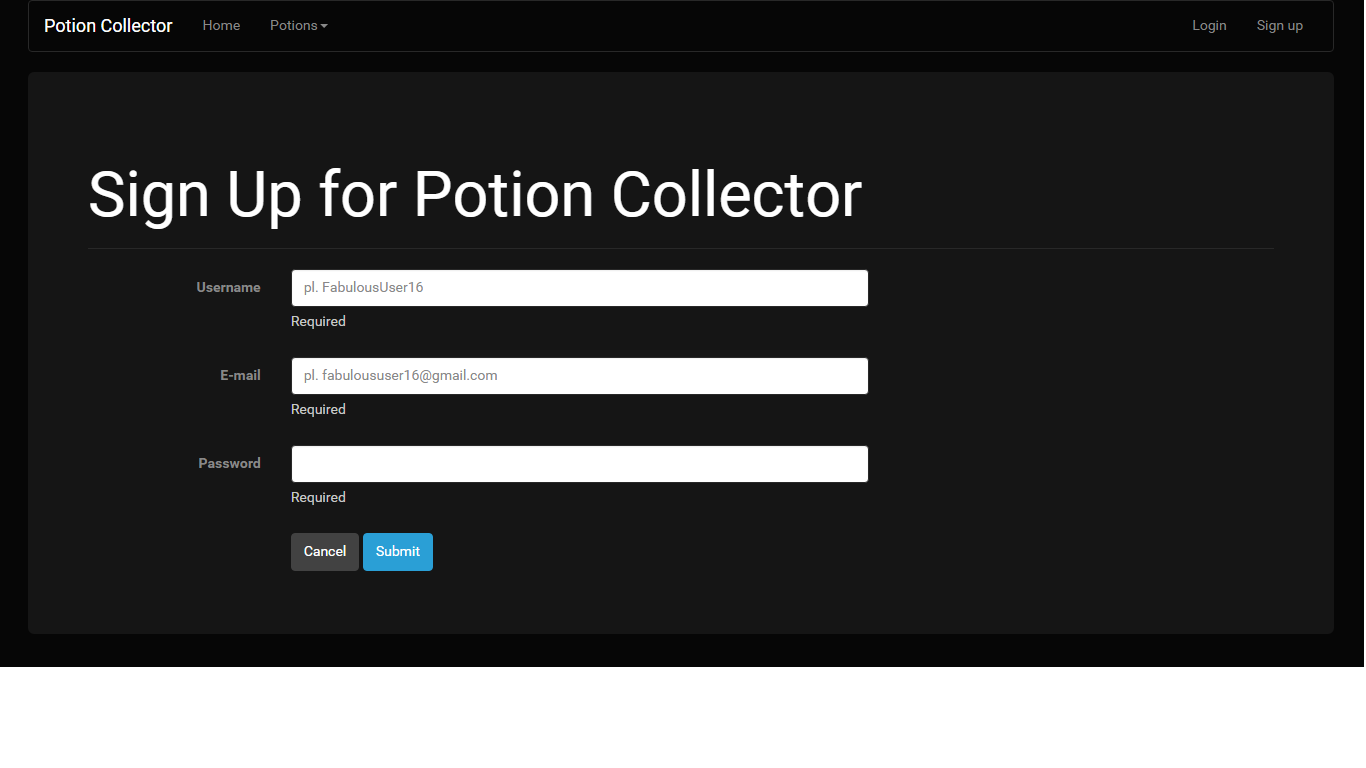 Potion Collector Home Potions Login Sign up
Sign Up for Potion Collector
Username pl. FabulousUser16
Required
E-mail pl. fabuloususer16@gmail.com
Required
Password
Required
Cancel Submit